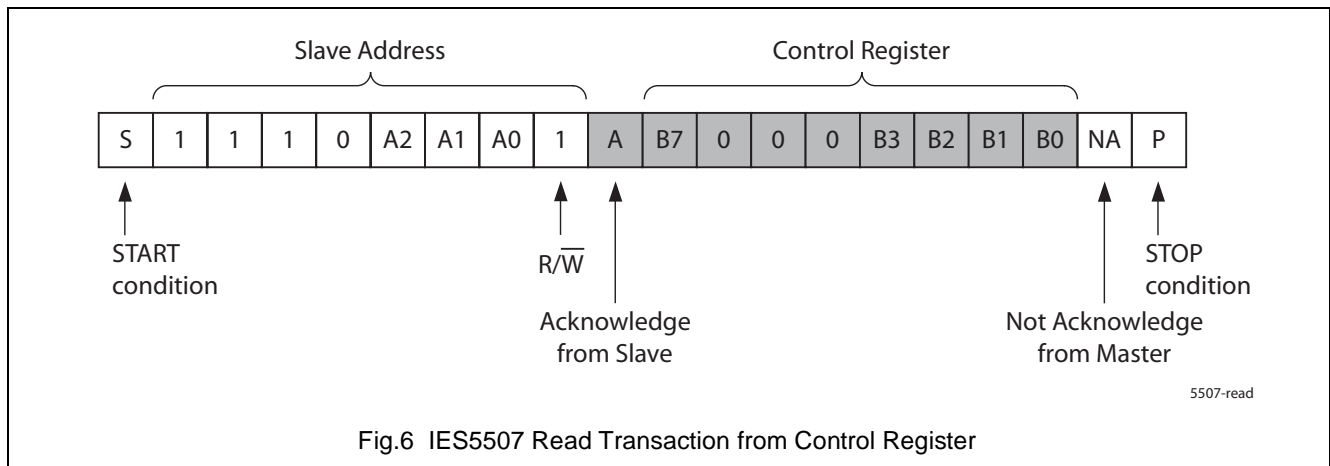 Slave Address
Control Register
S 1 1 1 0 A2 A1 A0 1 A B7 0 0 0 B3 B2 B1 B0 NA P
START
condition
R/W̅
STOP
condition
Acknowledge
from Slave
Not Acknowledge
from Master
5507-read
Fig.6 IES5507 Read Transaction from Control Register